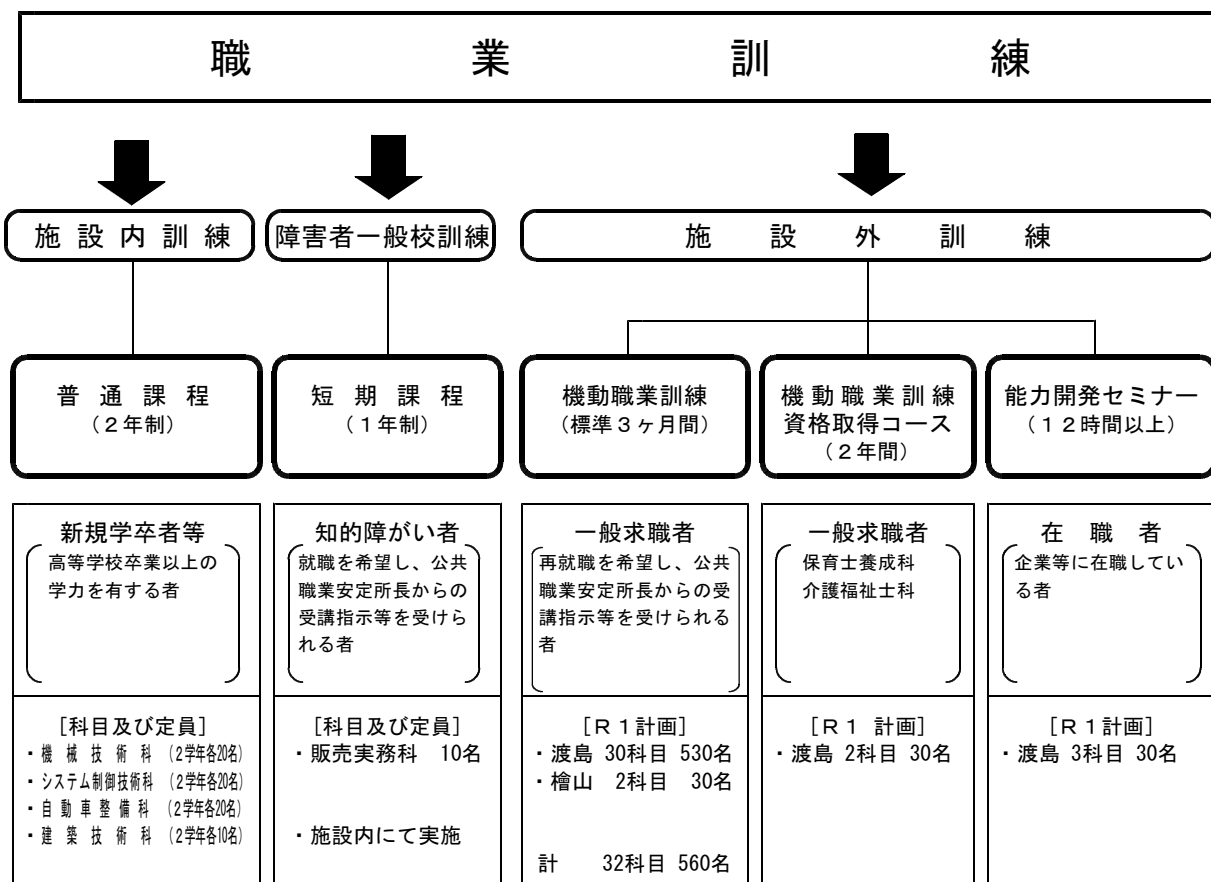 職業訓練
施設内訓練
障害者一般校訓練
施設外訓練
普通課程
（２年制）
短期課程
（１年制）
機動職業訓練
（標準３ヶ月間）
機動職業訓練
資格取得コース
（２年間）
能力開発セミナー
（１２時間以上）
新規学卒者等
高等学校卒業以上の
学力を有する者
[科目及び定員]
・機械技術科（２学年各20名）
・システム制御技術科（２学年各20名）
・自動車整備科（２学年各20名）
・建築技術科（２学年各10名）
知的障がい者
就職を希望し、公共
職業安定所長からの
受講指示等を受けら
れる者
[科目及び定員]
・販売実務科 10名
・施設内にて実施
一般求職者
再就職を希望し、公共
職業安定所長からの受
講指示等を受けられる
者
[Ｒ１計画]
・渡島 30科目 530名
・檜山 2科目 30名
計 32科目 560名
一般求職者
保育士養成科
介護福祉士科
[Ｒ１ 計画]
・渡島 2科目 30名
在職者
企業等に在職してい
る者
[Ｒ１計画]
・渡島 3科目 30名